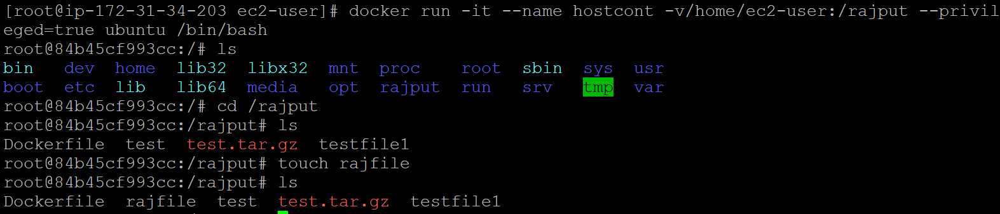 [root@ip-172-31-34-203 ec2-user]# docker run -it --name hostcont -v/home/ec2-user:/rajput --privil
eged=true ubuntu /bin/bash
root@84b45cf993cc:/# ls
bin   dev  home  lib32  libx32  mnt  proc    root  sbin  sys  usr
boot  etc  lib   lib64  media   opt  rajput  run   srv   tmp  var
root@84b45cf993cc:/# cd /rajput
root@84b45cf993cc:/rajput# ls
Dockerfile  test  test.tar.gz  testfile1
root@84b45cf993cc:/rajput# touch rajfile
root@84b45cf993cc:/rajput# ls
Dockerfile  rajfile  test  test.tar.gz  testfile1